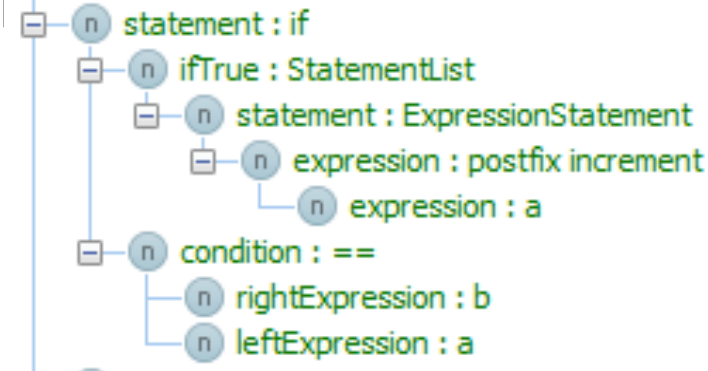 n statement : if
n ifTrue : StatementList
n statement : ExpressionStatement
n expression : postfix increment
n expression : a
n condition : ==
n rightExpression : b
n leftExpression : a